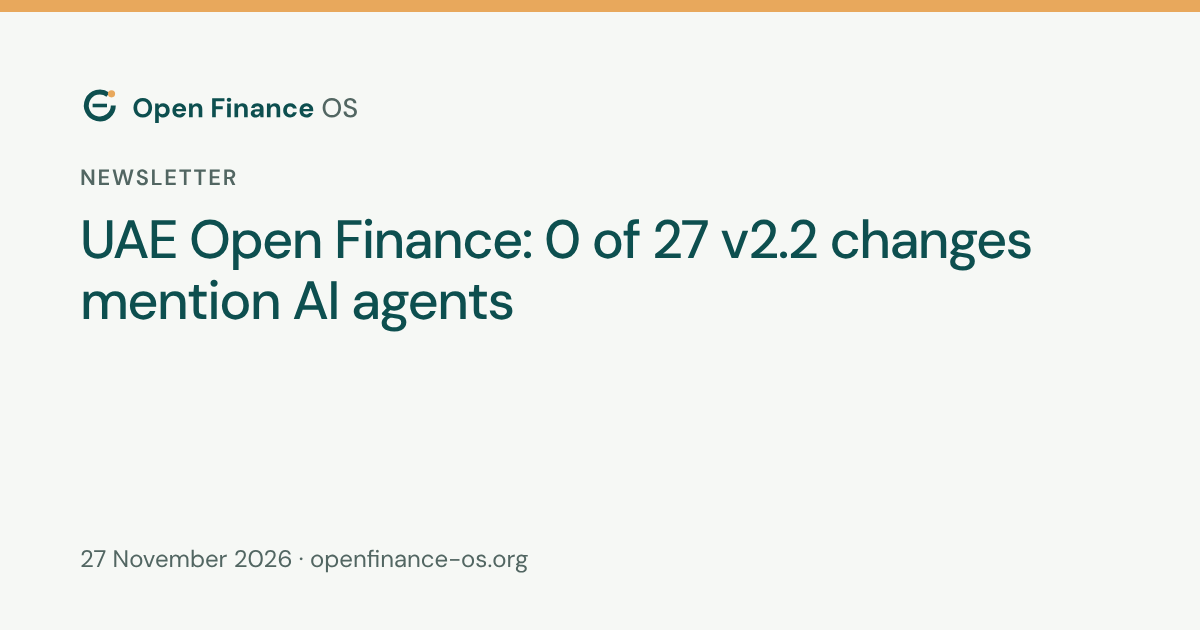 Open Finance OS
NEWSLETTER
UAE Open Finance: 0 of 27 v2.2 changes
mention AI agents
27 November 2026 · openfinance-os.org